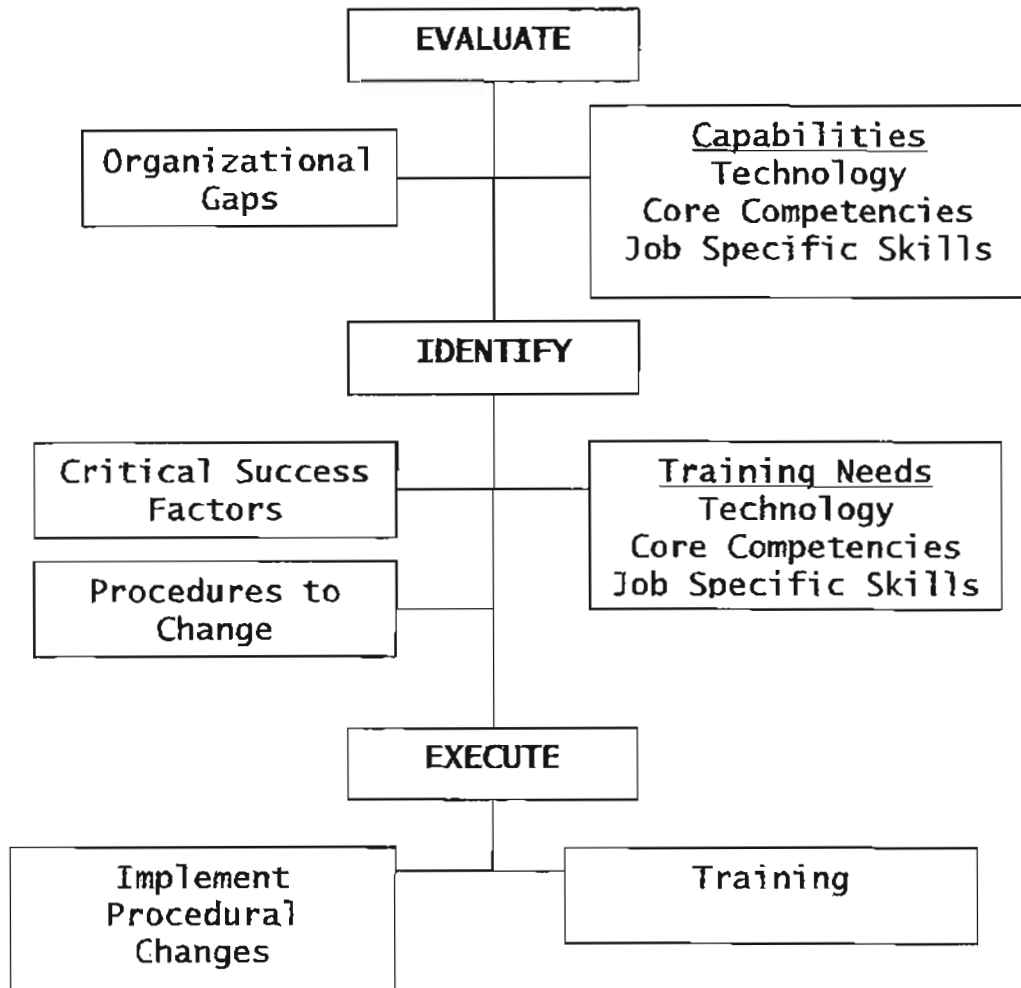 EVALUATE
Organizational
Gaps
Capabilities
Technology
Core Competencies
Job Specific Skills
IDENTIFY
Critical Success
Factors
Training Needs
Technology
Core Competencies
Job Specific Skills
Procedures to
Change
EXECUTE
Implement
Procedural
Changes
Training